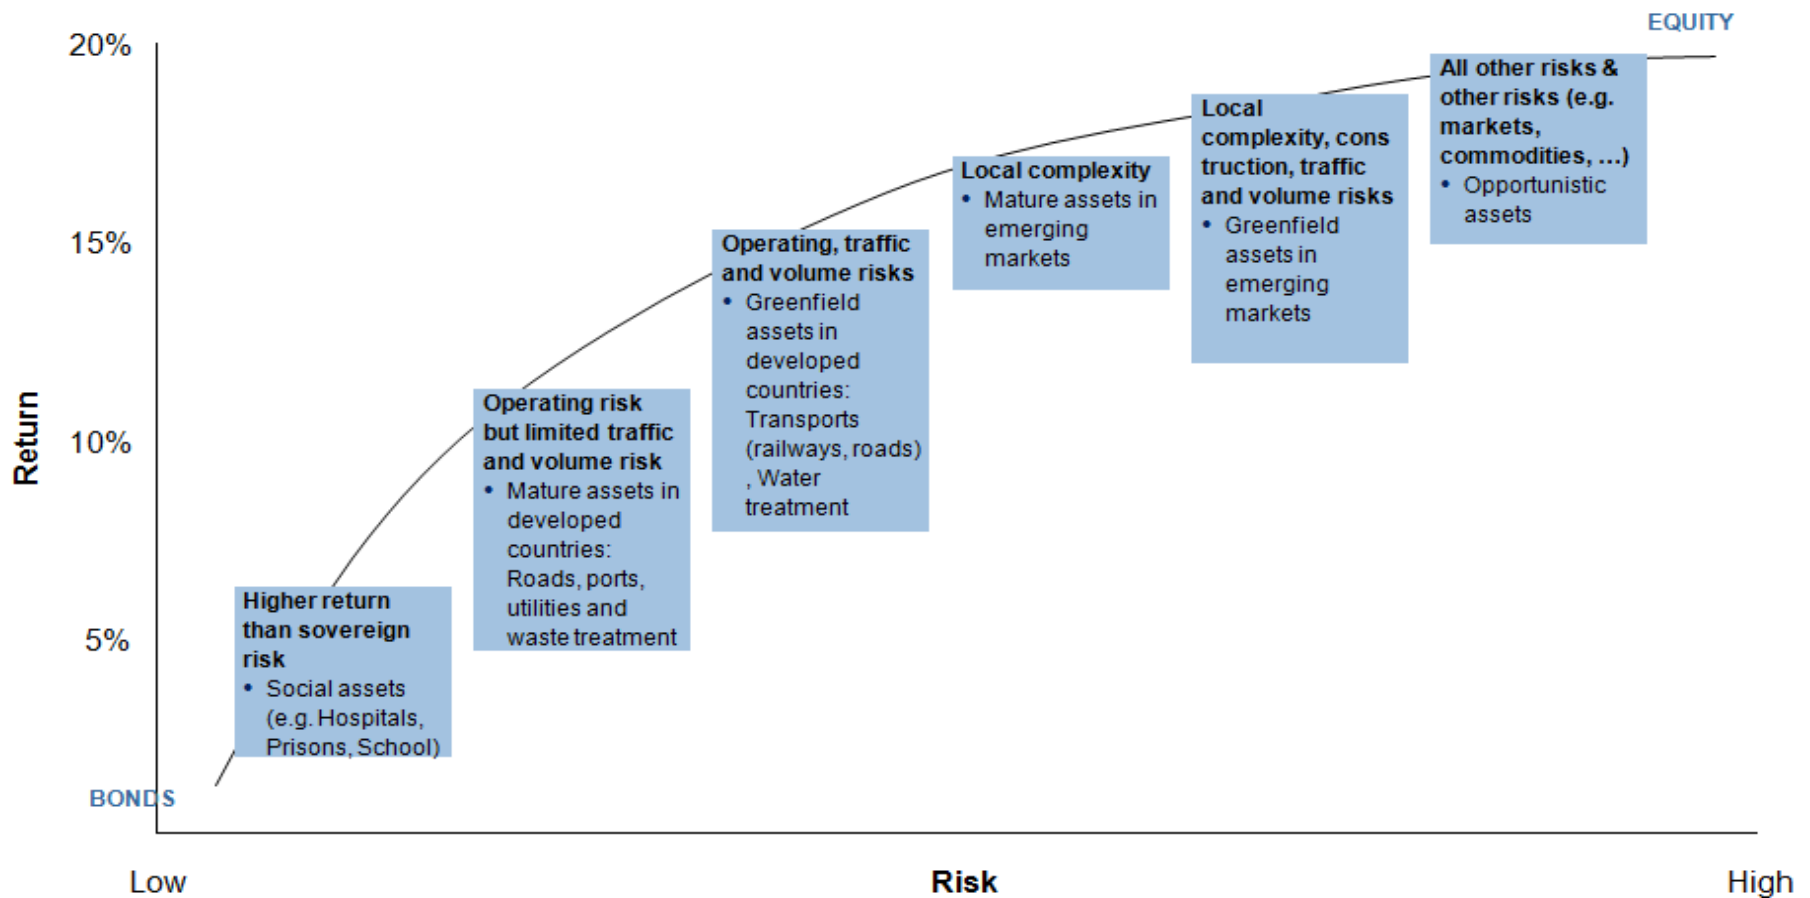 EQUITY
20%
15%
10%
5%
Return
BONDS
Higher return
than sovereign
risk
• Social assets
(e.g. Hospitals,
Prisons, School)
Operating risk
but limited traffic
and volume risk
• Mature assets in
developed
countries:
Roads, ports,
utilities and
waste treatment
Operating, traffic
and volume risks
• Greenfield
assets in
developed
countries:
Transports
(railways, roads)
, Water
treatment
Local complexity
• Mature assets in
emerging
markets
Local
complexity, cons
truction, traffic
and volume risks
• Greenfield
assets in
emerging
markets
All other risks &
other risks (e.g.
markets,
commodities, …)
• Opportunistic
assets
Low
Risk
High